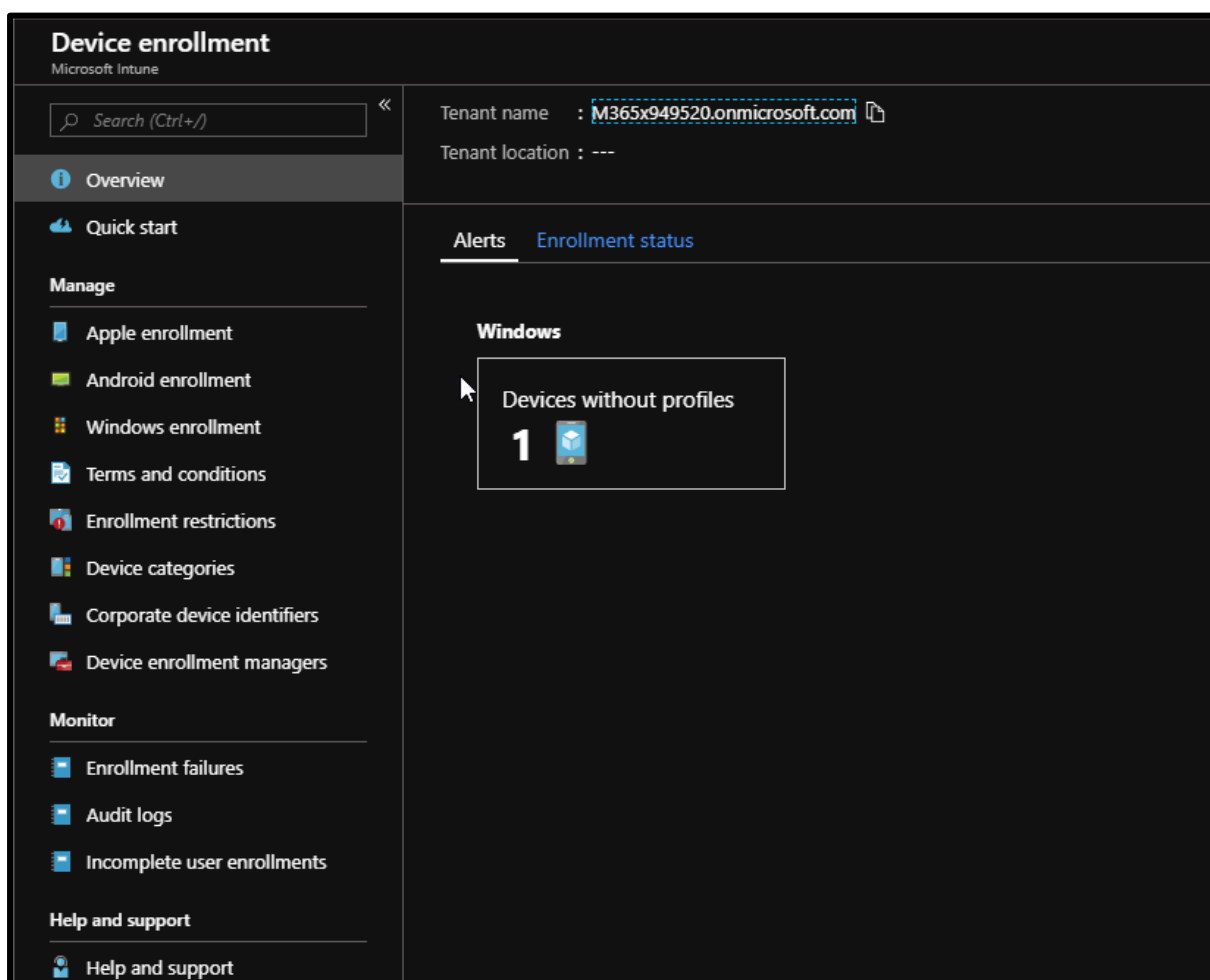 Device enrollment
Microsoft Intune
Search (Ctrl+/)
«
Overview
Quick start
Manage
Apple enrollment
Android enrollment
Windows enrollment
Terms and conditions
Enrollment restrictions
Device categories
Corporate device identifiers
Device enrollment managers
Monitor
Enrollment failures
Audit logs
Incomplete user enrollments
Help and support
Help and support
Tenant name : M365x949520.onmicrosoft.com
Tenant location : ---
Alerts Enrollment status
Windows
Devices without profiles
1